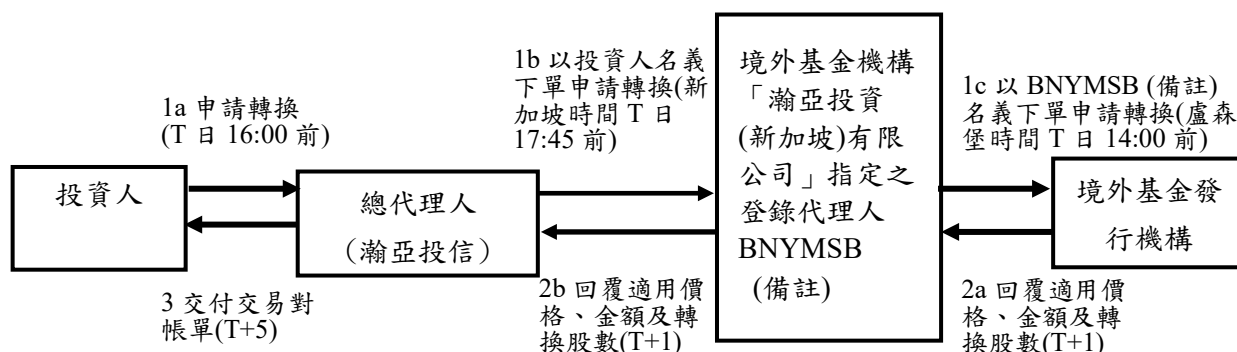 1a 申請轉換
(T 日 16:00 前)
投資人
3 交付交易對
帳單(T+5)
總代理人
（瀚亞投信）
1b 以投資人名義
下單申請轉換(新
加坡時間 T 日
17:45 前)
2b 回覆適用價
格、金額及轉
換股數(T+1)
境外基金機構
「瀚亞投資
(新加坡)有限
公司」指定之
登錄代理人
BNYMSB
(備註)
1c 以 BNYMSB (備註)
名義下單申請轉換(盧森
堡時間 T 日 14:00 前)
境外基金發
行機構
2a 回覆適用價
格、金額及轉
換股數(T+1)